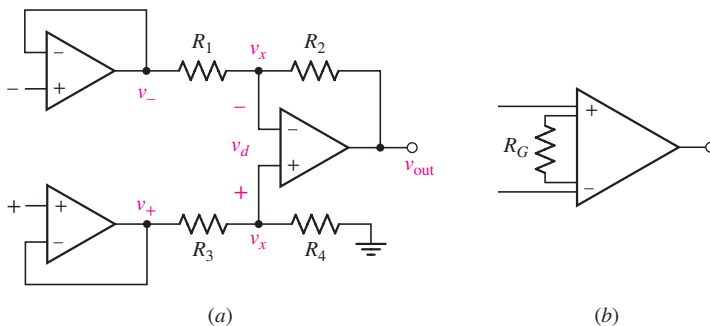 R1 vx R2
−
+
−
v−
−
vd
−
+
vout
+
+
−
v+
+
R3 vx R4
(a)
+
RG
−
(b)